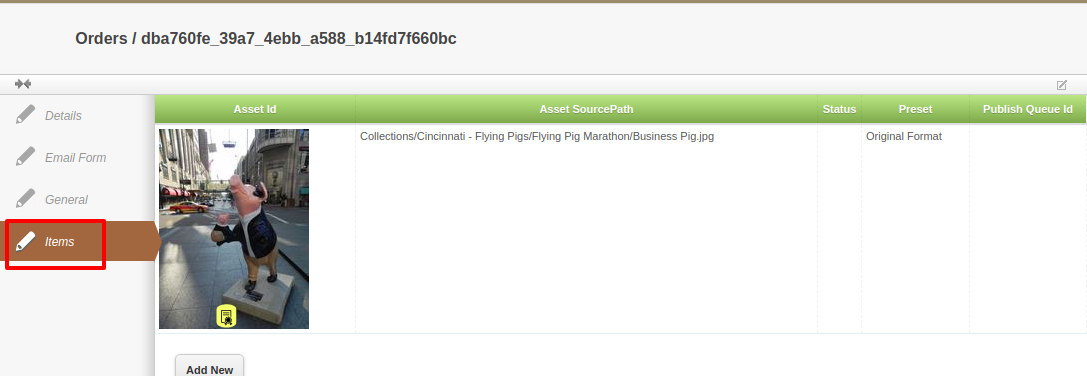 Orders / dba760fe_39a7_4ebb_a588_b14fd7f660bc
Details
Email Form
General
Items
Asset Id Asset SourcePath Status Preset Publish Queue Id
Collections/Cincinnati - Flying Pigs/Flying Pig Marathon/Business Pig.jpg Original Format
Add New